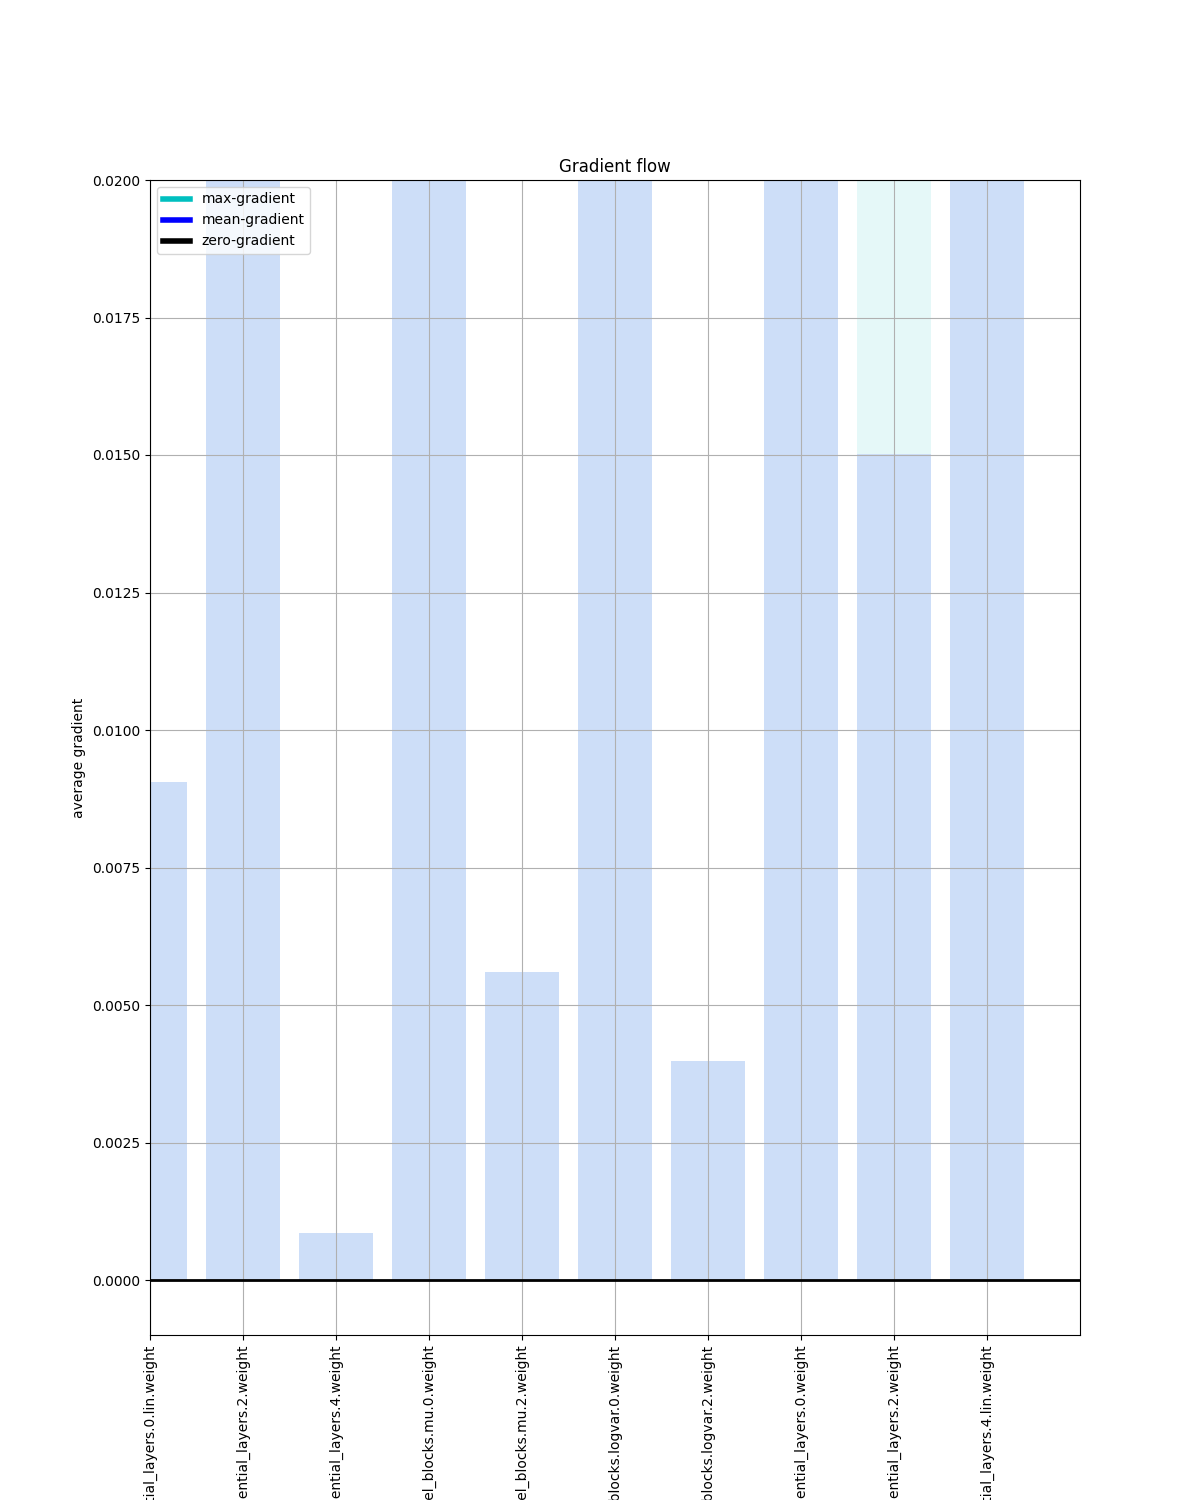 Gradient flow
max-gradient
mean-gradient
zero-gradient
0.0200
0.0175
0.0150
0.0125
0.0100
0.0075
0.0050
0.0025
0.0000
average gradient
tial_layers.0.lin.weight
ential_layers.2.weight
ential_layers.4.weight
el_blocks.mu.0.weight
el_blocks.mu.2.weight
blocks.logvar.0.weight
blocks.logvar.2.weight
ential_layers.0.weight
ential_layers.2.weight
tial_layers.4.lin.weight